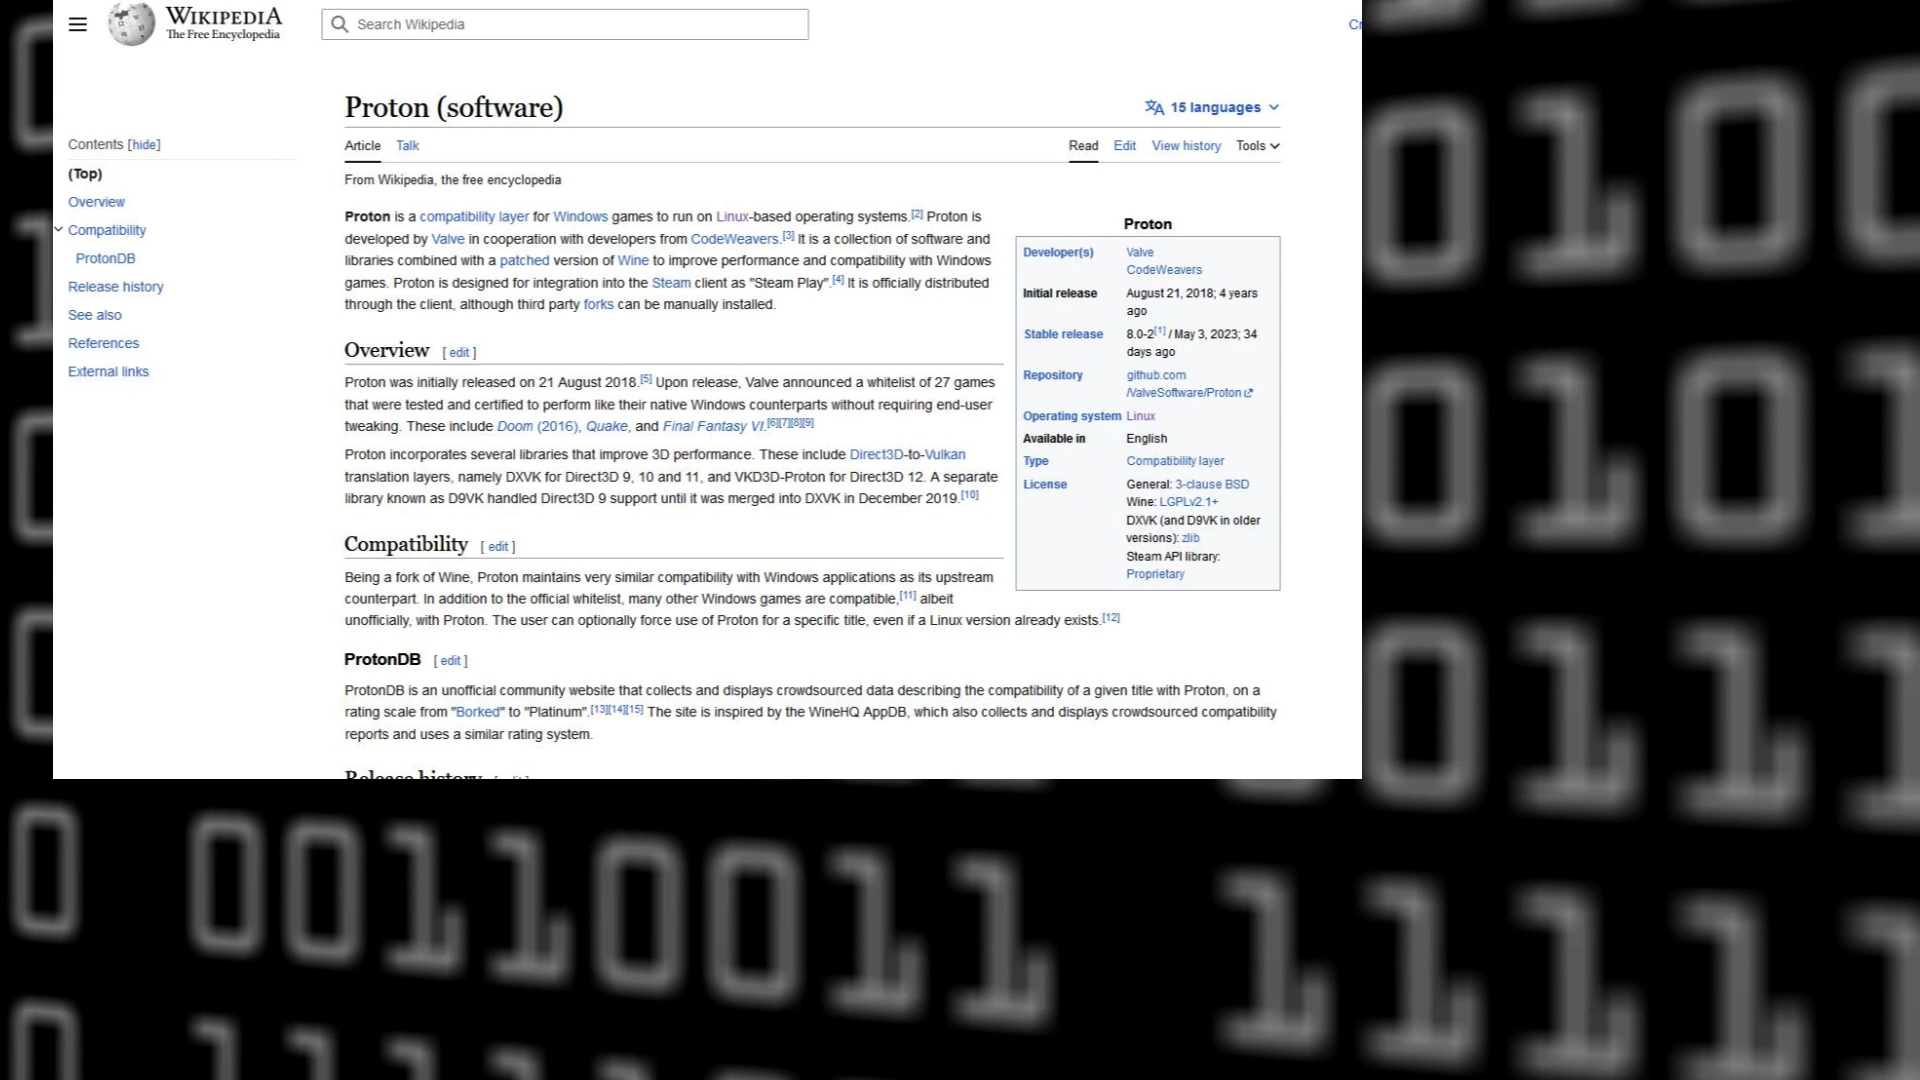 WIKIPEDIA
The Free Encyclopedia
Search Wikipedia
Proton (software)
15 languages
Contents [hide]
(Top)
Overview
Compatibility
ProtonDB
Release history
See also
References
External links
Article Talk
Read Edit View history Tools
From Wikipedia, the free encyclopedia
Proton is a compatibility layer for Windows games to run on Linux-based operating systems.[2] Proton is
developed by Valve in cooperation with developers from CodeWeavers.[3] It is a collection of software and
libraries combined with a patched version of Wine to improve performance and compatibility with Windows
games. Proton is designed for integration into the Steam client as "Steam Play".[4] It is officially distributed
through the client, although third party forks can be manually installed.
Proton
Developer(s) Valve
CodeWeavers
Initial release August 21, 2018; 4 years
ago
Stable release 8.0-2[1] / May 3, 2023; 34
days ago
Repository github.com
/ValveSoftware/Proton
Operating system Linux
Available in English
Type Compatibility layer
License General: 3-clause BSD
Wine: LGPLv2.1+
DXVK (and D9VK in older
versions): zlib
Steam API library:
Proprietary
Overview [ edit ]
Proton was initially released on 21 August 2018.[5] Upon release, Valve announced a whitelist of 27 games
that were tested and certified to perform like their native Windows counterparts without requiring end-user
tweaking. These include Doom (2016), Quake, and Final Fantasy VI.[6][7][8][9]
Proton incorporates several libraries that improve 3D performance. These include Direct3D-to-Vulkan
translation layers, namely DXVK for Direct3D 9, 10 and 11, and VKD3D-Proton for Direct3D 12. A separate
library known as D9VK handled Direct3D 9 support until it was merged into DXVK in December 2019.[10]
Compatibility [ edit ]
Being a fork of Wine, Proton maintains very similar compatibility with Windows applications as its upstream
counterpart. In addition to the official whitelist, many other Windows games are compatible,[11] albeit
unofficially, with Proton. The user can optionally force use of Proton for a specific title, even if a Linux version already exists.[12]
ProtonDB [ edit ]
ProtonDB is an unofficial community website that collects and displays crowdsourced data describing the compatibility of a given title with Proton, on a
rating scale from "Borked" to "Platinum".[13][14][15] The site is inspired by the WineHQ AppDB, which also collects and displays crowdsourced compatibility
reports and uses a similar rating system.
Release history [ edit ]